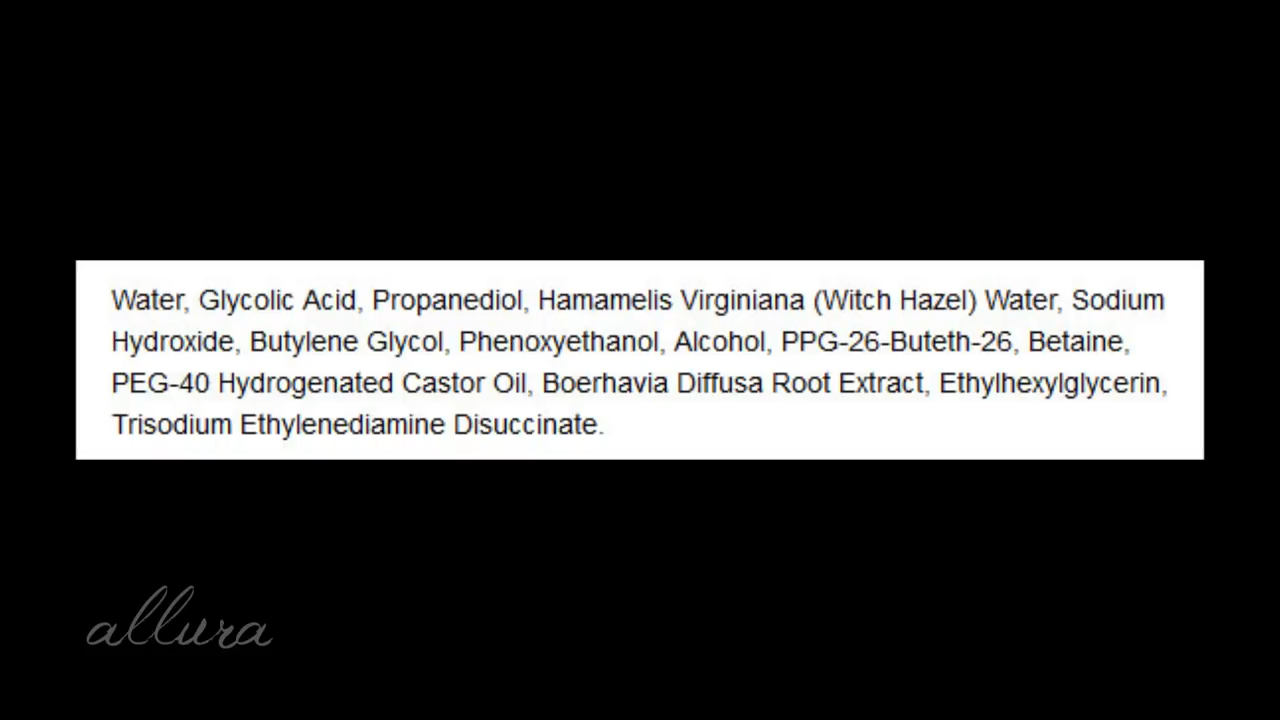 Water, Glycolic Acid, Propanediol, Hamamelis Virginiana (Witch Hazel) Water, Sodium
Hydroxide, Butylene Glycol, Phenoxyethanol, Alcohol, PPG-26-Buteth-26, Betaine,
PEG-40 Hydrogenated Castor Oil, Boerhavia Diffusa Root Extract, Ethylhexylglycerin,
Trisodium Ethylenediamine Disuccinate.
allura